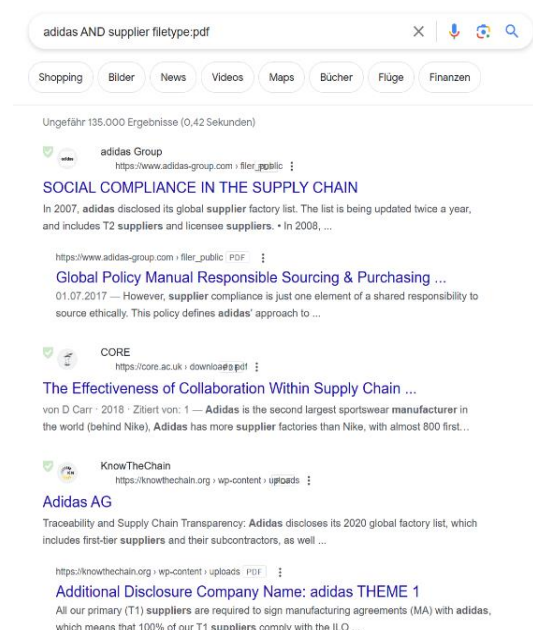 adidas AND supplier filetype:pdf
Shopping Bilder News Videos Maps Bücher Flüge Finanzen
Ungefähr 135.000 Ergebnisse (0,42 Sekunden)
adidas Group
https://www.adidas-group.com › filer_public
SOCIAL COMPLIANCE IN THE SUPPLY CHAIN
In 2007, adidas disclosed its global supplier factory list. The list is being updated twice a year,
and includes T2 suppliers and licensee suppliers. • In 2008, ...
https://www.adidas-group.com › filer_public PDF
Global Policy Manual Responsible Sourcing & Purchasing ...
01.07.2017 — However, supplier compliance is just one element of a shared responsibility to
source ethically. This policy defines adidas' approach to ...
CORE
https://core.ac.uk › download pdf
The Effectiveness of Collaboration Within Supply Chain ...
von D Carr · 2018 · Zitiert von: 1 — Adidas is the second largest sportswear manufacturer in
the world (behind Nike), Adidas has more supplier factories than Nike, with almost 800 first...
KnowTheChain
https://knowthechain.org › wp-content › uploads
Adidas AG
Traceability and Supply Chain Transparency: Adidas discloses its 2020 global factory list, which
includes first-tier suppliers and their subcontractors, as well ...
https://knowthechain.org › wp-content › uploads PDF
Additional Disclosure Company Name: adidas THEME 1
All our primary (T1) suppliers are required to sign manufacturing agreements (MA) with adidas,
which means that 100% of our T1 suppliers comply with the ILO ...